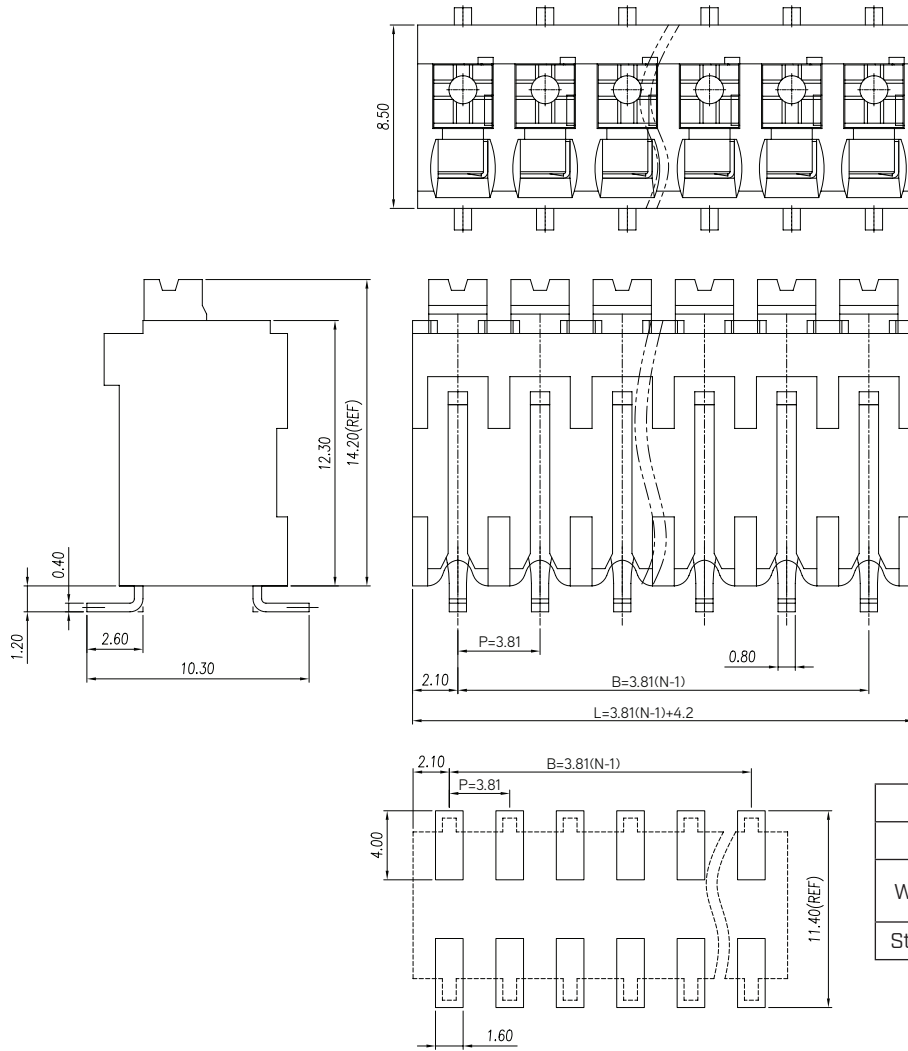 8.50
14.20(REF)
12.30
0.40
1.20
2.60
10.30
P=3.81
0.80
2.10
B=3.81(N-1)
L=3.81(N-1)+4.2
2.10
B=3.81(N-1)
P=3.81
4.00
11.40(REF)
1.60
W
St